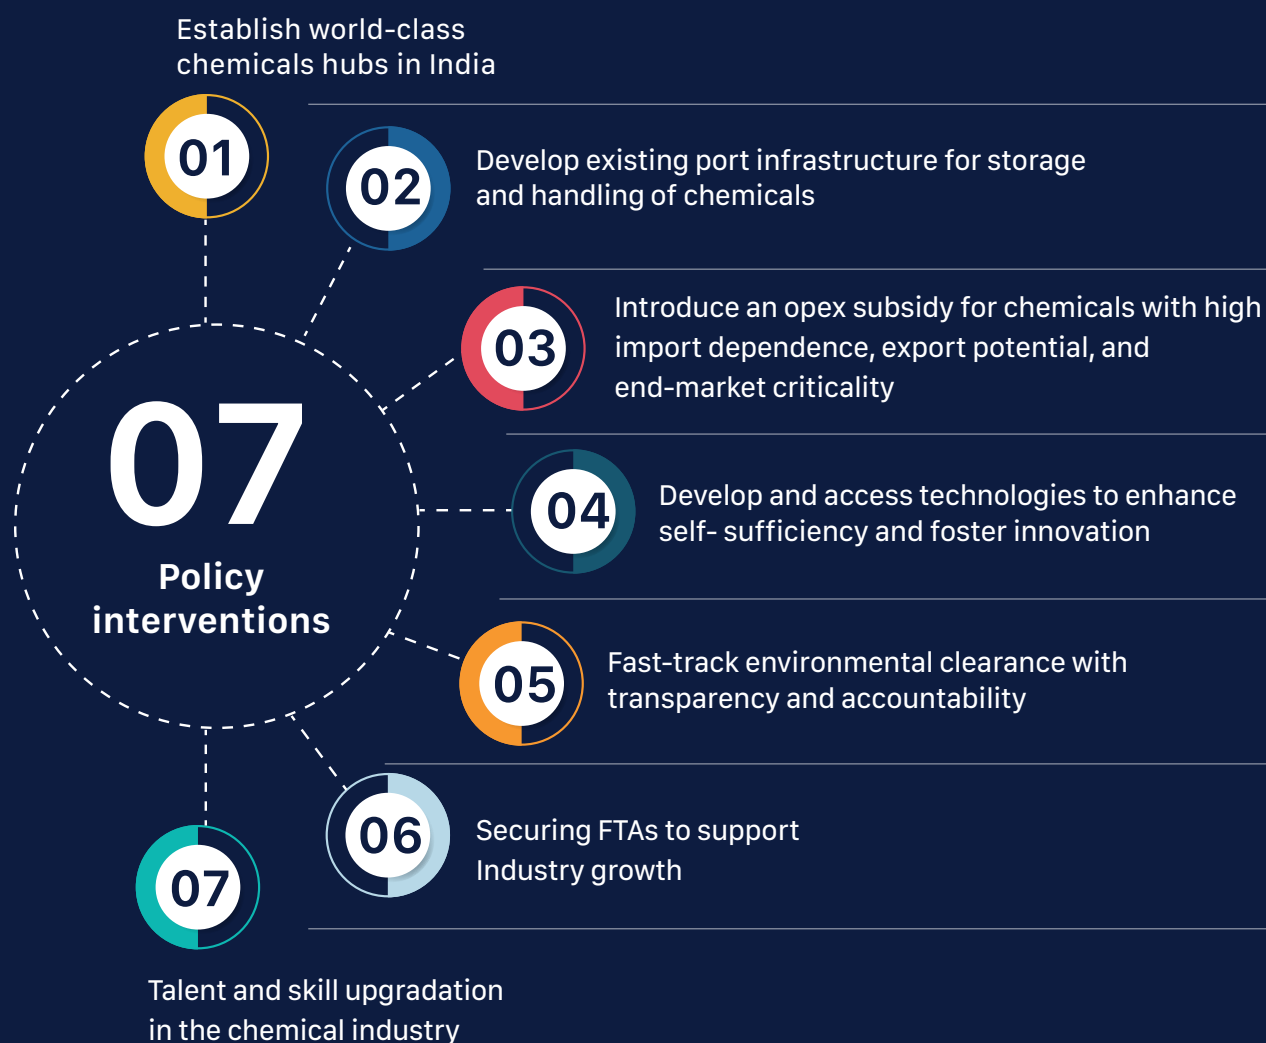 Establish world-class
chemicals hubs in India
01
02
Develop existing port infrastructure for storage
and handling of chemicals
03
Introduce an opex subsidy for chemicals with high
import dependence, export potential, and
end-market criticality
07
Policy
interventions
04
Develop and access technologies to enhance
self- sufficiency and foster innovation
05
Fast-track environmental clearance with
transparency and accountability
06
Securing FTAs to support
Industry growth
07
Talent and skill upgradation
in the chemical industry